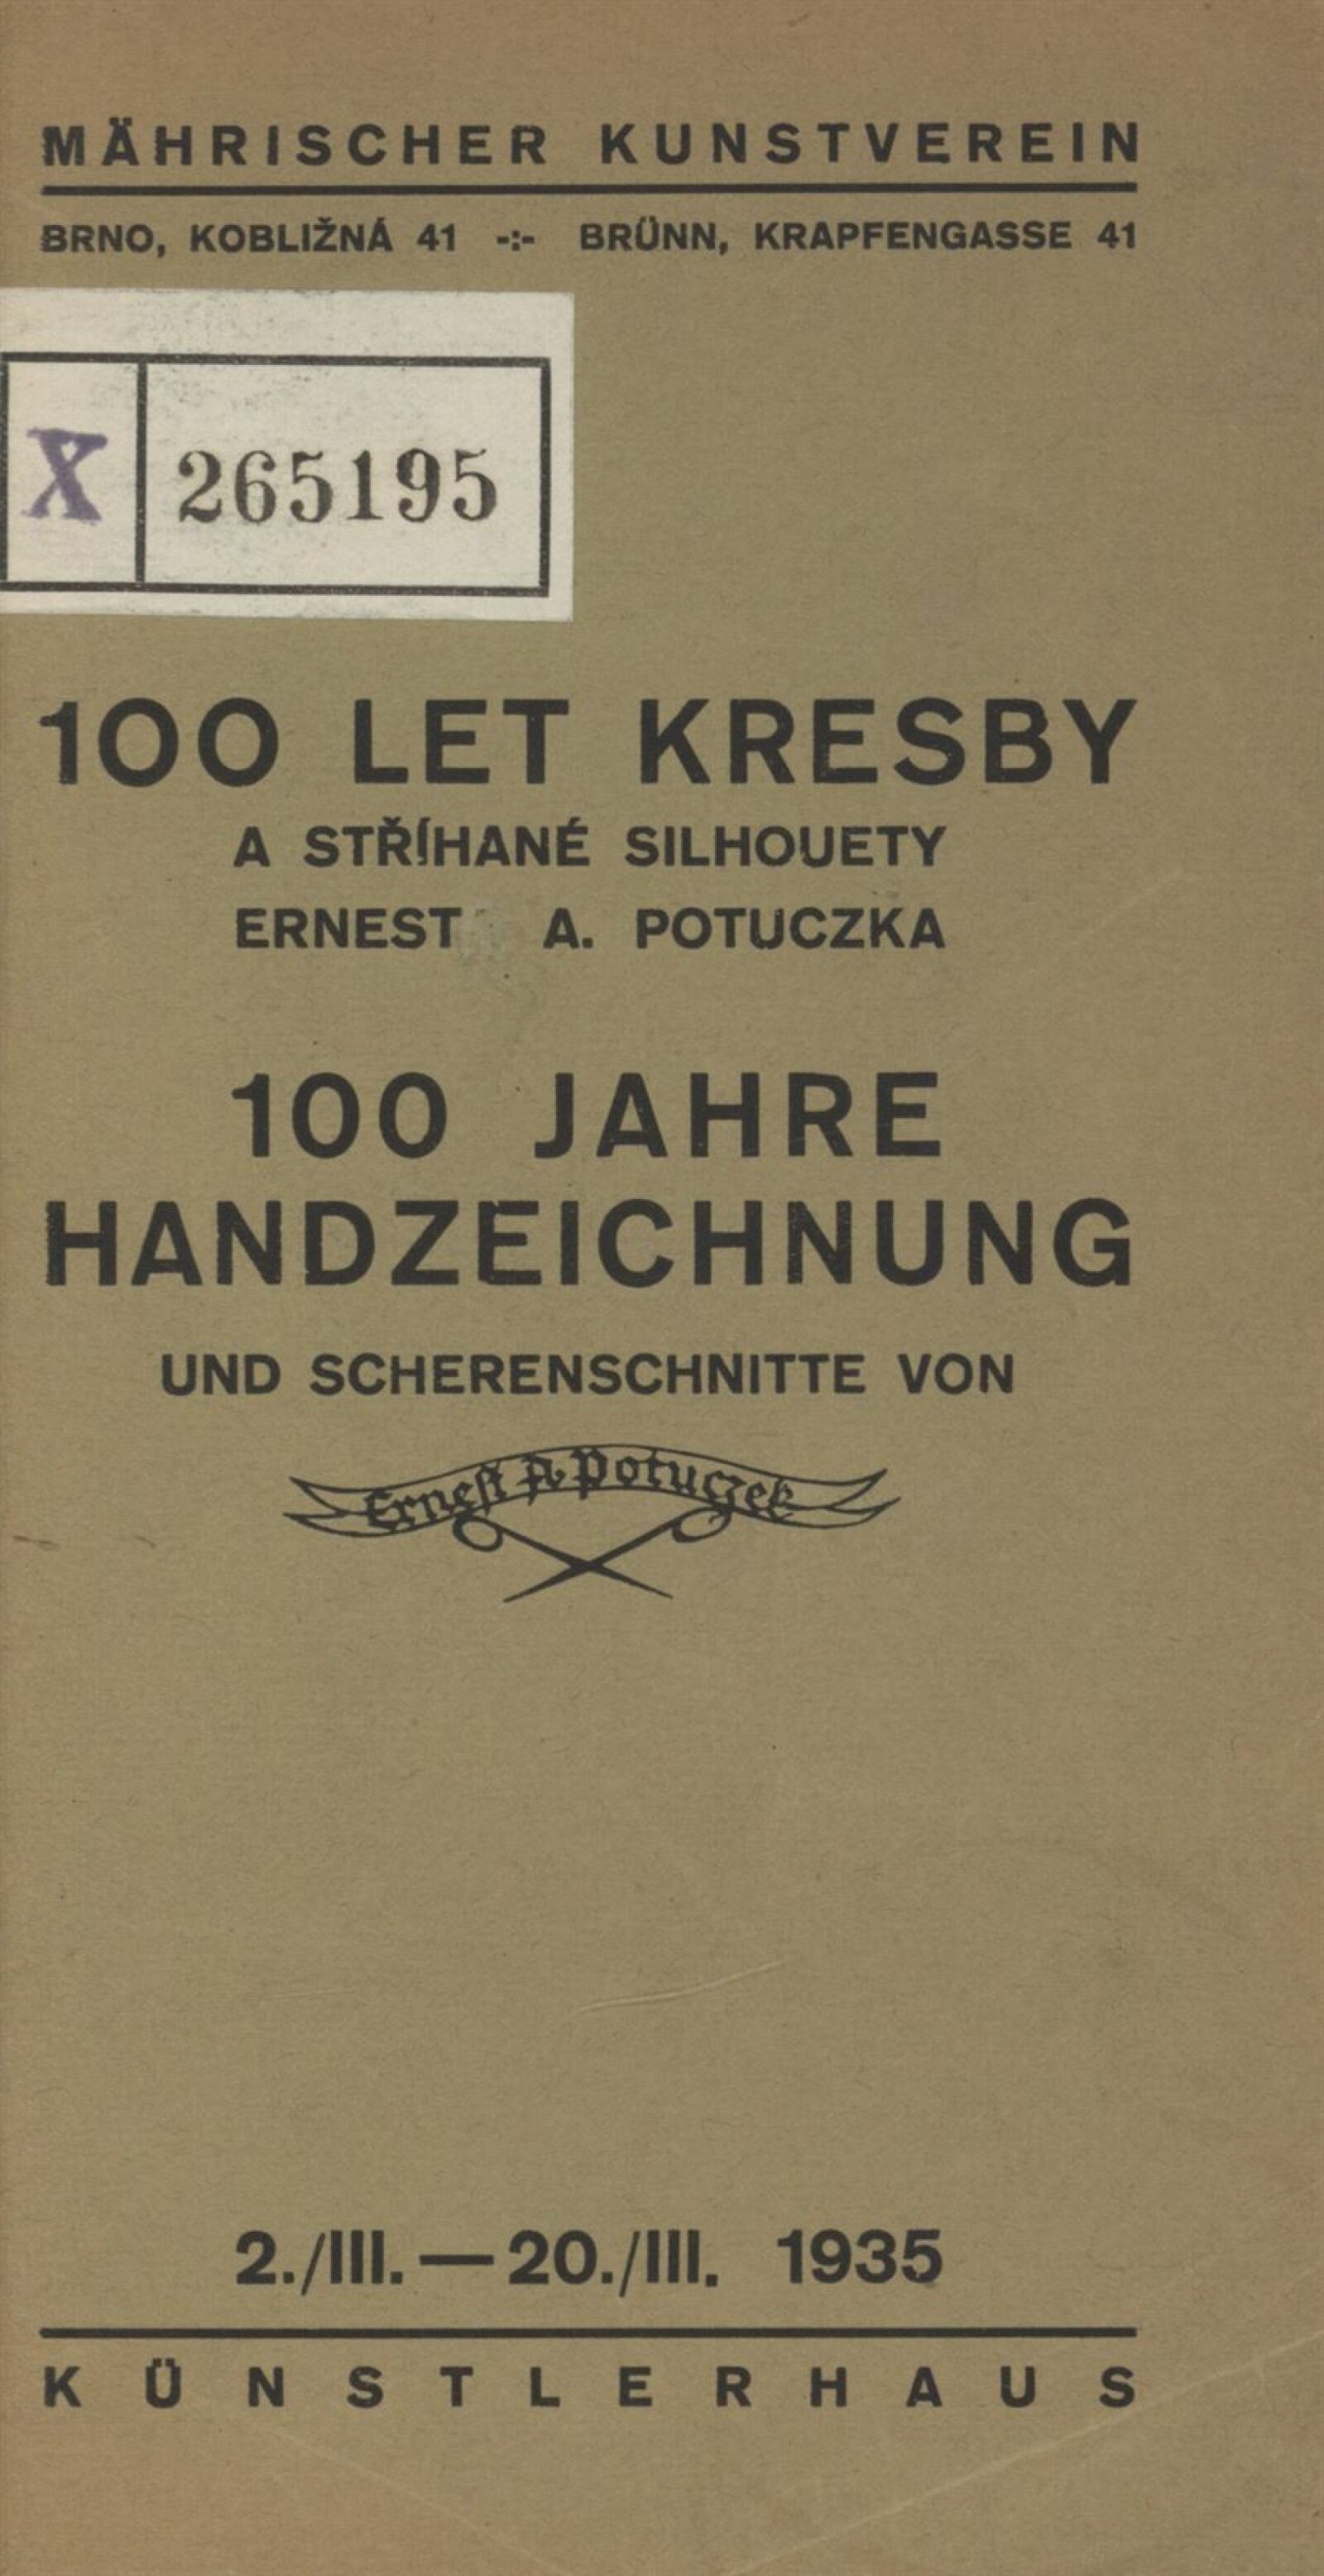 MÄHRISCHER KUNSTVEREIN
BRNO, KOBLIŽNÁ 41 -:- BRÜNN, KRAPFENGASSE 41
X 265195
100 LET KRESBY
A STŘÍHANÉ SILHOUETY
ERNEST A. POTUCZKA
100 JAHRE
HANDZEICHNUNG
UND SCHERENSCHNITTE VON
Ernest A. Potuczek
2./III. — 20./III. 1935
KÜNSTLERHAUS